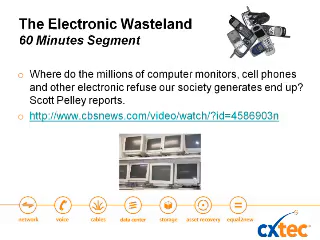 The Electronic Wasteland
60 Minutes Segment
Where do the millions of computer monitors, cell phones
and other electronic refuse our society generates end up?
Scott Pelley reports.
http://www.cbsnews.com/video/watch/?id=4586903n
network voice cables data center storage asset recovery equal2new
cxtec